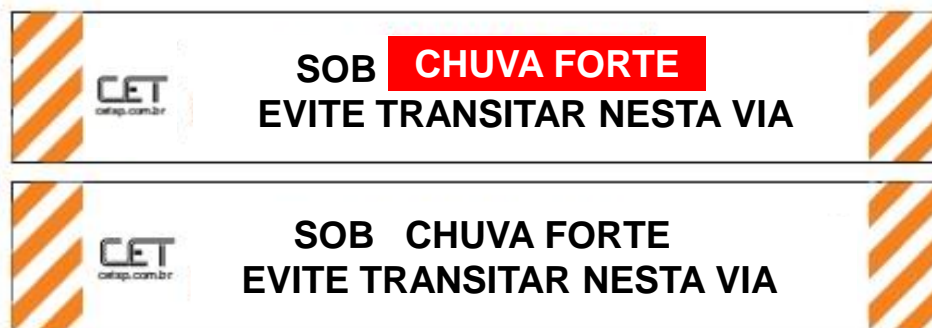 SOB CHUVA FORTE
CET
cetsp.com.br
EVITE TRANSITAR NESTA VIA
SOB CHUVA FORTE
CET
cetsp.com.br
EVITE TRANSITAR NESTA VIA